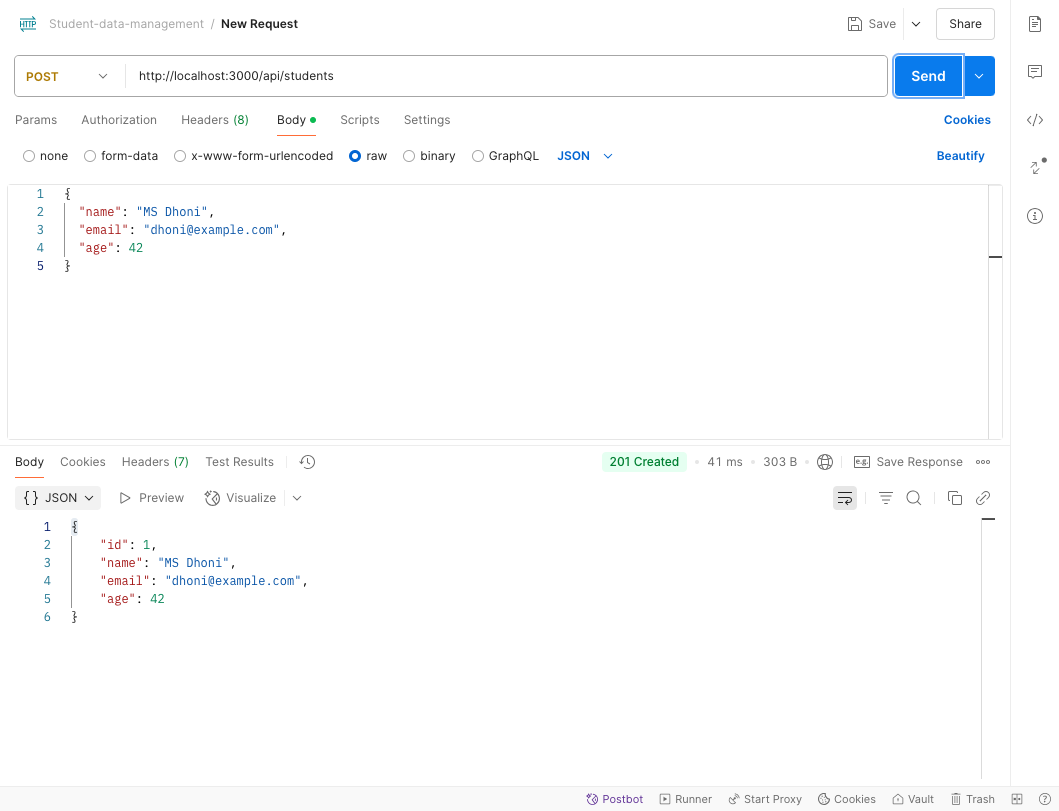 HTTP Student-data-management / New Request Save Share
POST http://localhost:3000/api/students Send
Params Authorization Headers (8) Body Scripts Settings Cookies
none form-data x-www-form-urlencoded raw binary GraphQL JSON Beautify
1 {
2 "name": "MS Dhoni",
3 "email": "dhoni@example.com",
4 "age": 42
5 }
Body Cookies Headers (7) Test Results 201 Created • 41 ms • 303 B • e.g. Save Response
{} JSON Preview Visualize
1 {
2 "id": 1,
3 "name": "MS Dhoni",
4 "email": "dhoni@example.com",
5 "age": 42
6 }
Postbot Runner Start Proxy Cookies Vault Trash